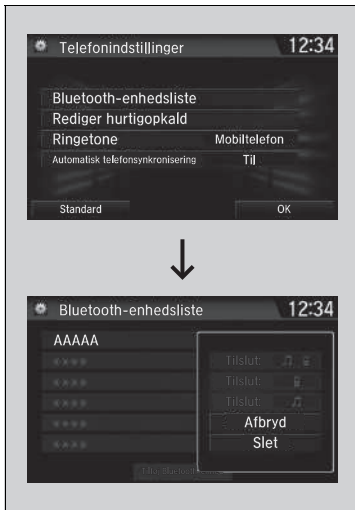 Telefonindstillinger 12:34
Bluetooth-enhedsliste
Rediger hurtigopkald
Ringetone Mobiltelefon
Automatisk telefonsynkronisering Til
Standard OK
Bluetooth-enhedsliste 12:34
AAAAA
Tilslut:
Tilslut:
Tilslut:
Afbryd
Slet